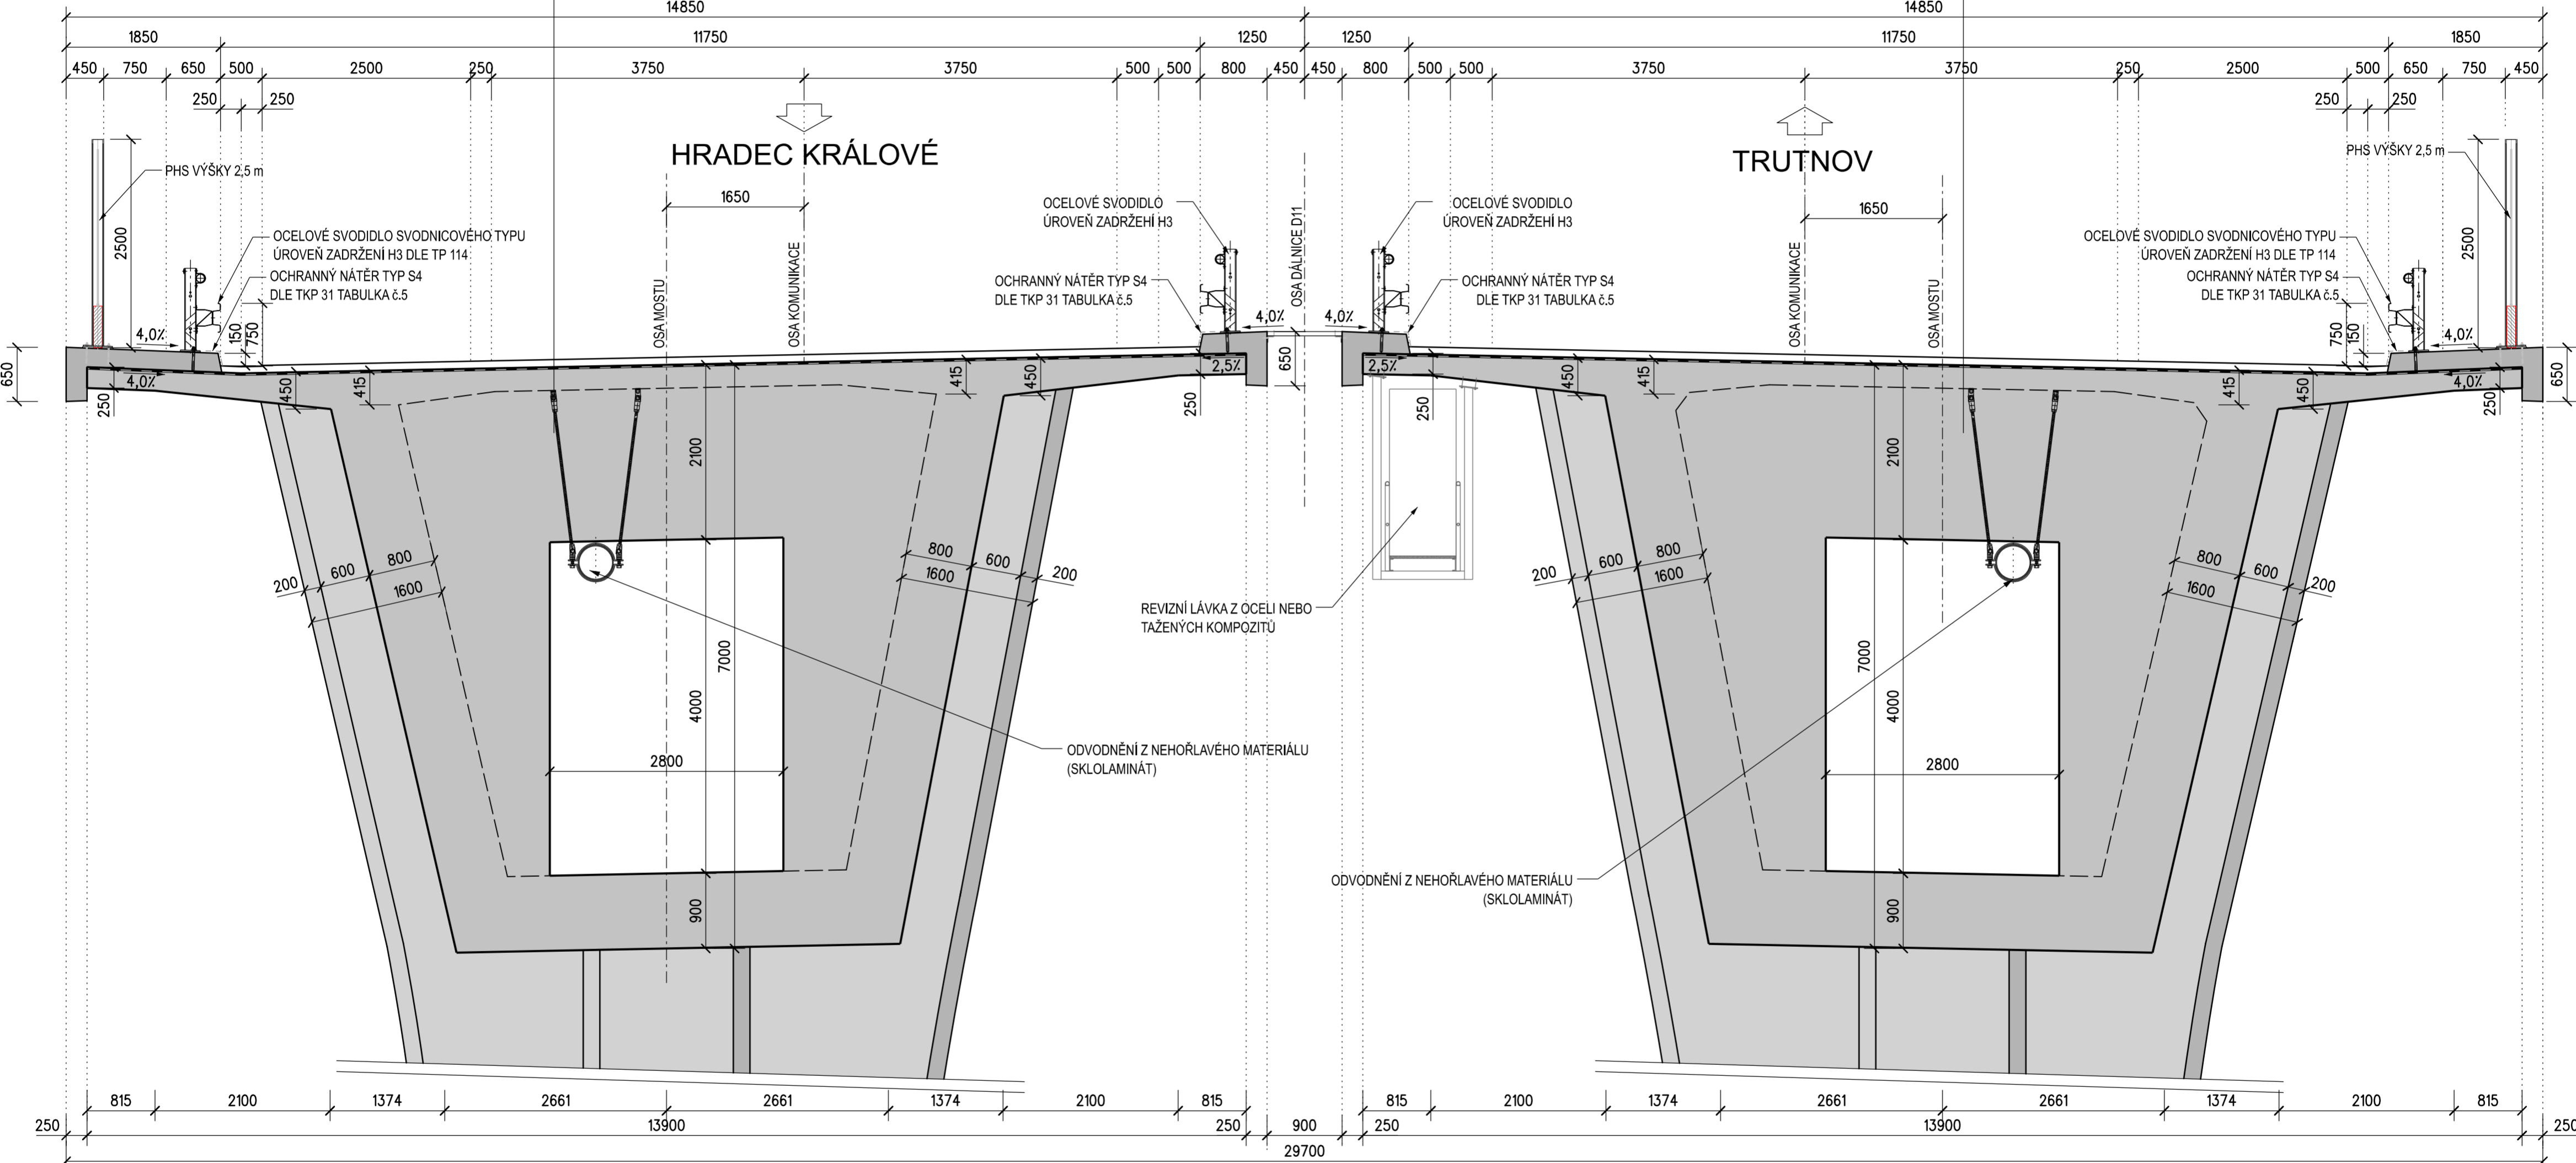 14850 14850
1850 11750 1250 1250 11750 1850
450 750 650 500 2500 250 3750 3750 500 500 800 450 450 800 500 500 3750 3750 250 2500 500 650 750 450
250 250 250 250
HRADEC KRÁLOVÉ
TRUTNOV
PHS VÝŠKY 2,5 m
PHS VÝŠKY 2,5 m
2500
2500
1650
1650
OCELOVÉ SVODIDLO
ÚROVEŇ ZADRŽEHÍ H3
OCELOVÉ SVODIDLO
ÚROVEŇ ZADRŽEHÍ H3
OCELOVÉ SVODIDLO SVODNICOVÉHO TYPU
ÚROVEŇ ZADRŽENÍ H3 DLE TP 114
OCHRANNÝ NÁTĚR TYP S4
DLE TKP 31 TABULKA č.5
OSA MOSTU
OSA KOMUNIKACE
OCHRANNÝ NÁTĚR TYP S4
DLE TKP 31 TABULKA č.5
OSA DÁLNICE D11
OCHRANNÝ NÁTĚR TYP S4
DLE TKP 31 TABULKA č.5
OSA KOMUNIKACE
OSA MOSTU
OCELOVÉ SVODIDLO SVODNICOVÉHO TYPU
ÚROVEŇ ZADRŽENÍ H3 DLE TP 114
OCHRANNÝ NÁTĚR TYP S4
DLE TKP 31 TABULKA č.5
4,0% 150 750 4,0% 4,0% 750 150 4,0%
650 4,0% 250 450 415 415 450 2,5% 250 650 2,5% 250 450 415 415 450 4,0% 250 650
2100 2100
200 600 800 800 600 200 200 600 800 800 600 200
1600 1600 1600 1600
REVIZNÍ LÁVKA Z OCELI NEBO
TAŽENÝCH KOMPOZITŮ
7000 7000
4000 4000
ODVODNĚNÍ Z NEHOŘLAVÉHO MATERIÁLU
(SKLOLAMINÁT)
2800 2800
ODVODNĚNÍ Z NEHOŘLAVÉHO MATERIÁLU
(SKLOLAMINÁT)
900 900
815 2100 1374 2661 2661 1374 2100 815 815 2100 1374 2661 2661 1374 2100 815
250 13900 250 900 250 13900 250
29700